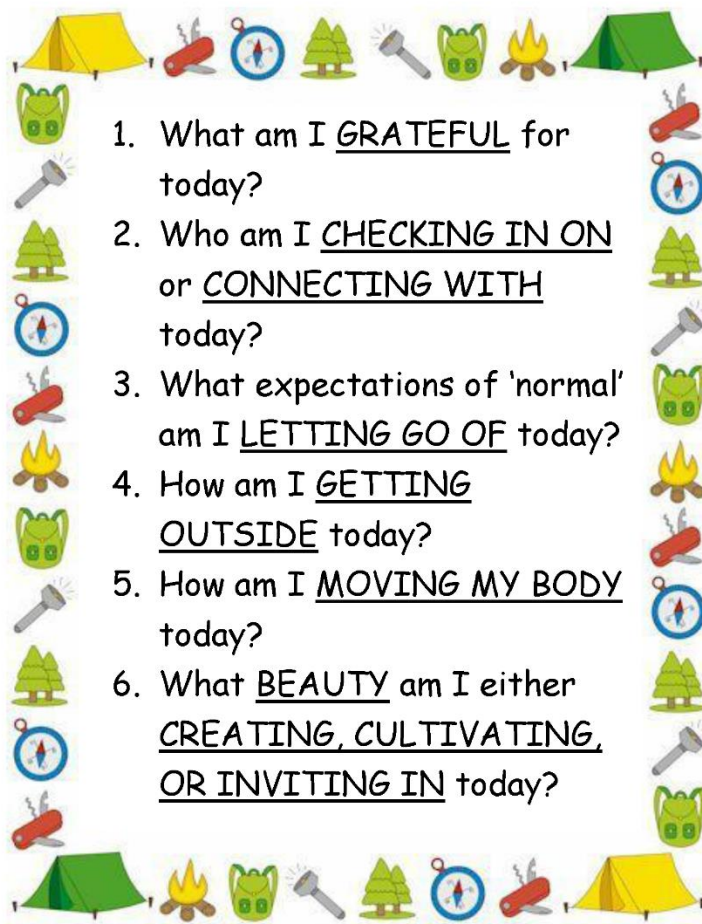 1. What am I GRATEFUL for
today?
2. Who am I CHECKING IN ON
or CONNECTING WITH
today?
3. What expectations of ‘normal’
am I LETTING GO OF today?
4. How am I GETTING
OUTSIDE today?
5. How am I MOVING MY BODY
today?
6. What BEAUTY am I either
CREATING, CULTIVATING,
OR INVITING IN today?